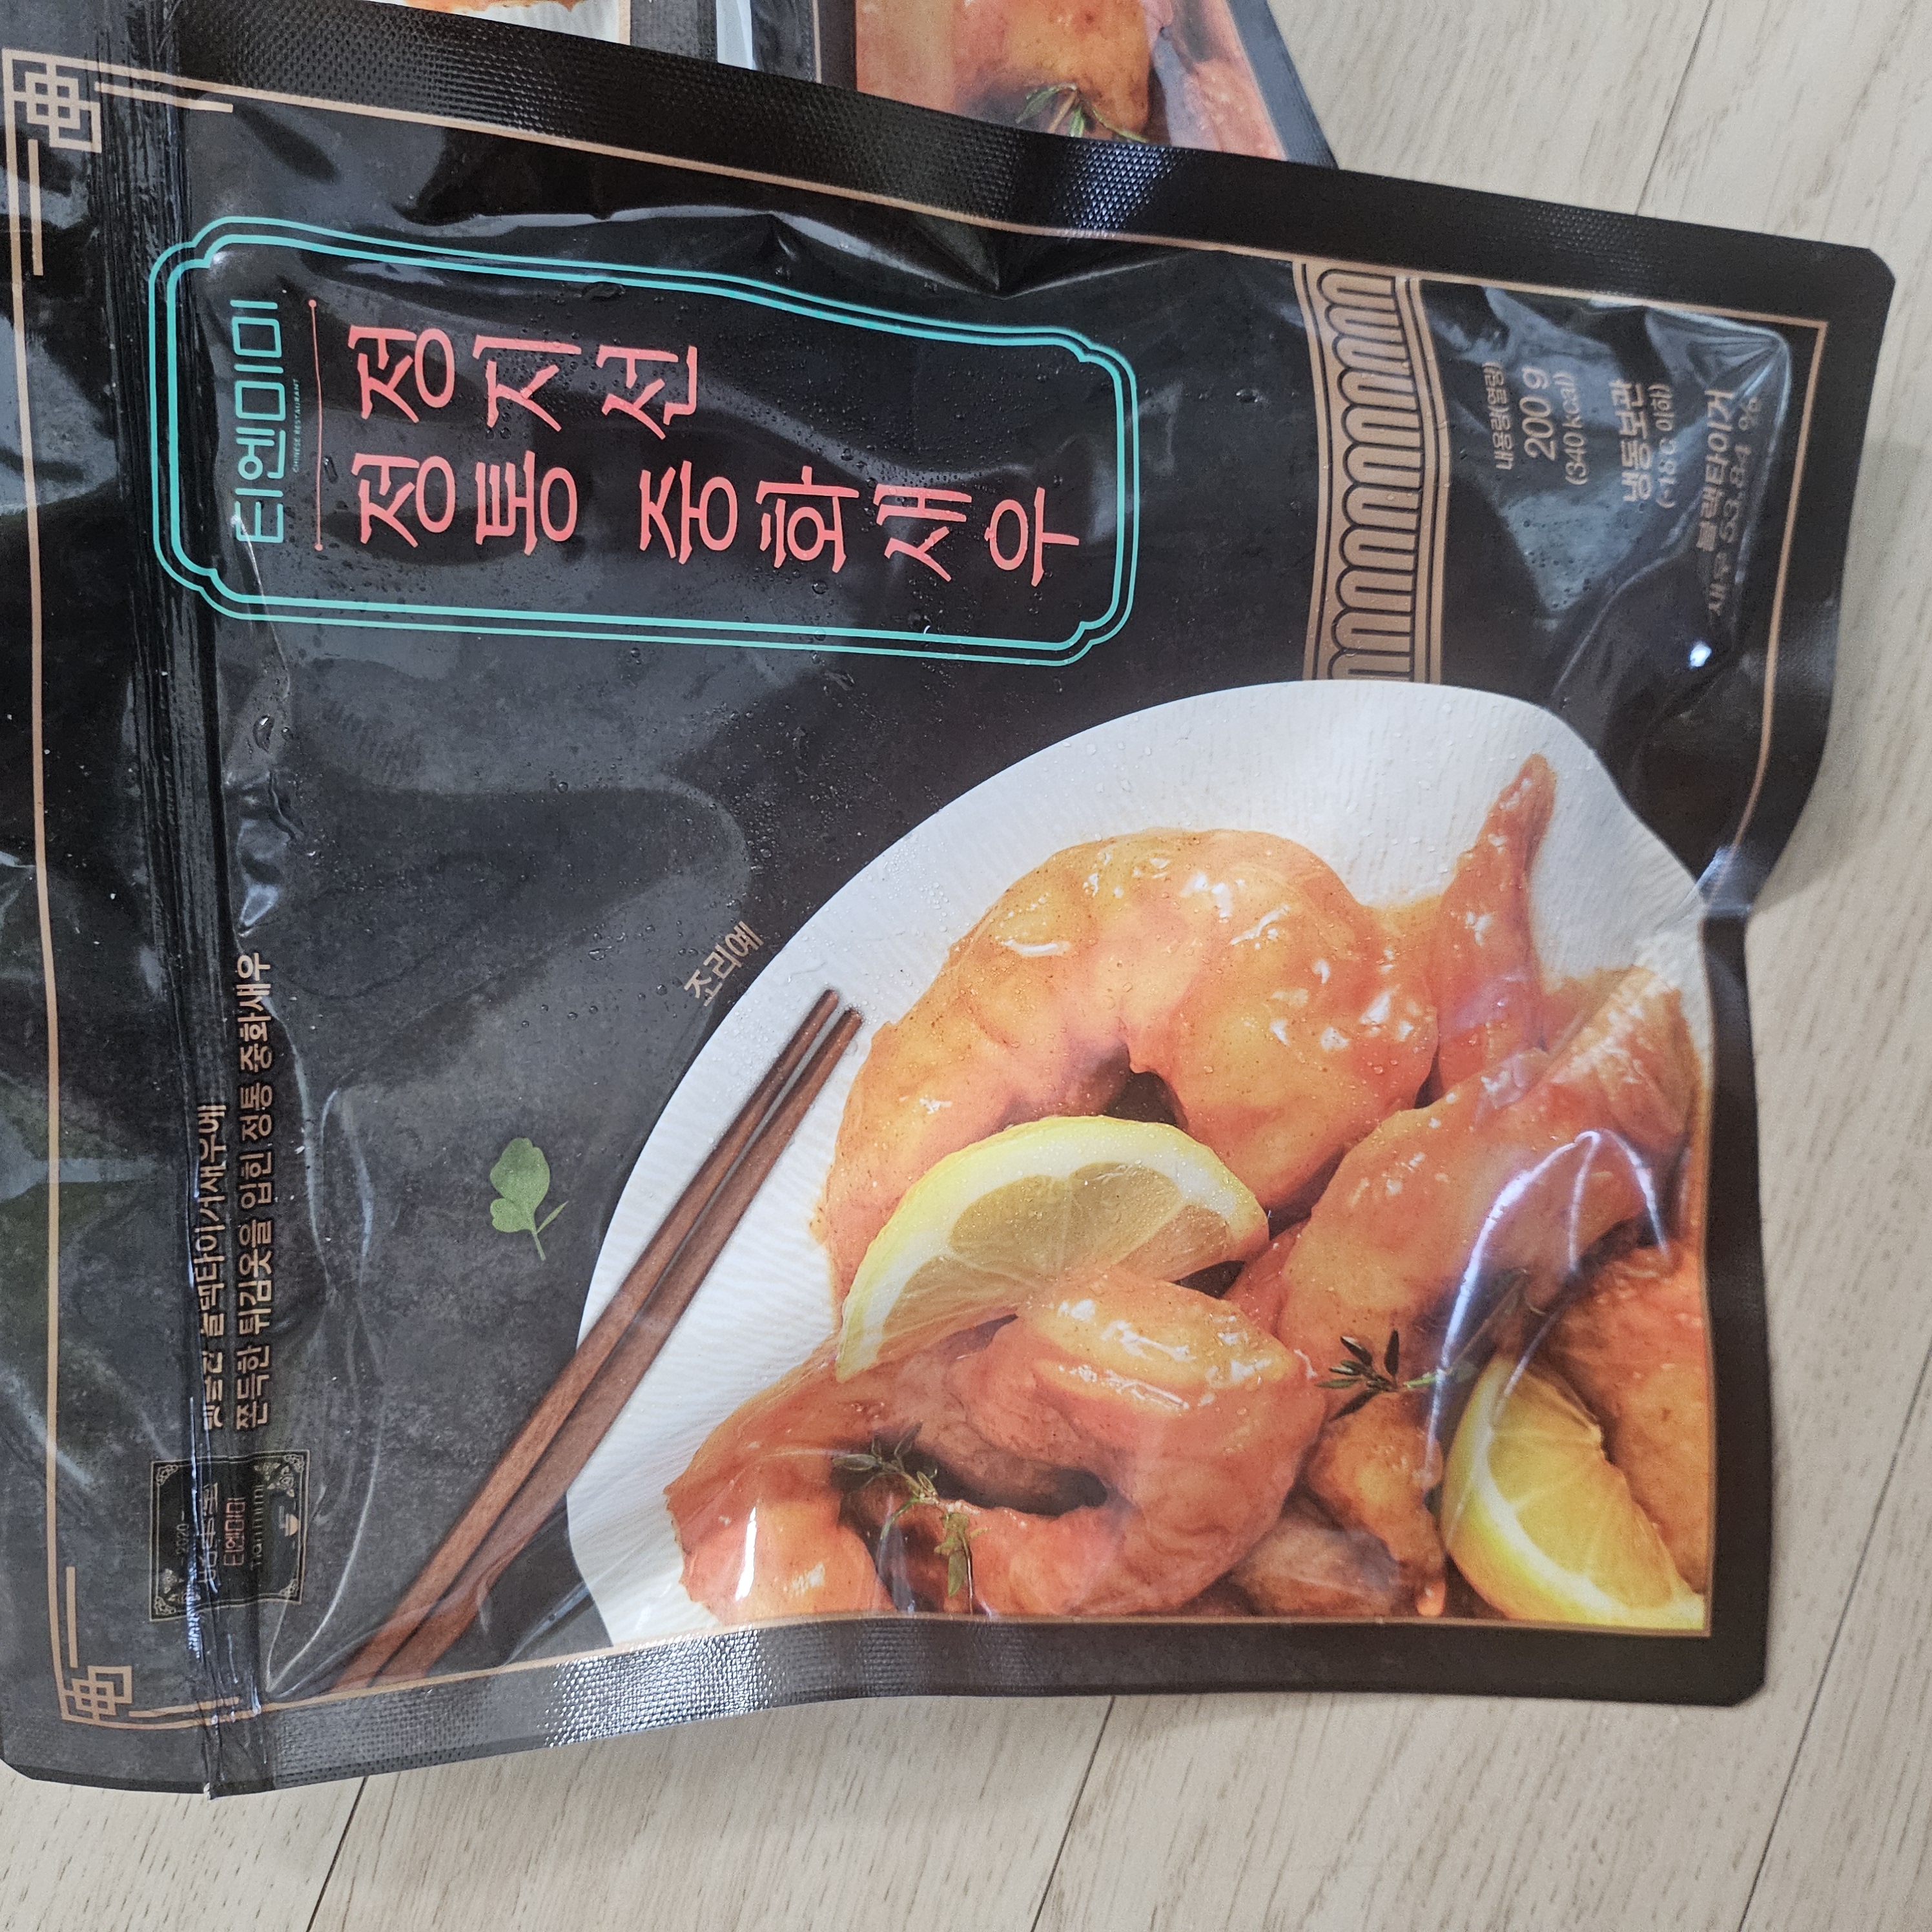 탱글한 블랙타이거새우에
쫀득한 튀김옷을 입힌 정통 중화새우
티엔미미
CHINESE RESTAURANT
정지선
정통 중화새우
조리예
2020
티엔미미
내용량(열량)
200 g
(340 kcal)
냉동보관
(-18℃ 이하)
블랙타이거
새우 53.84 %